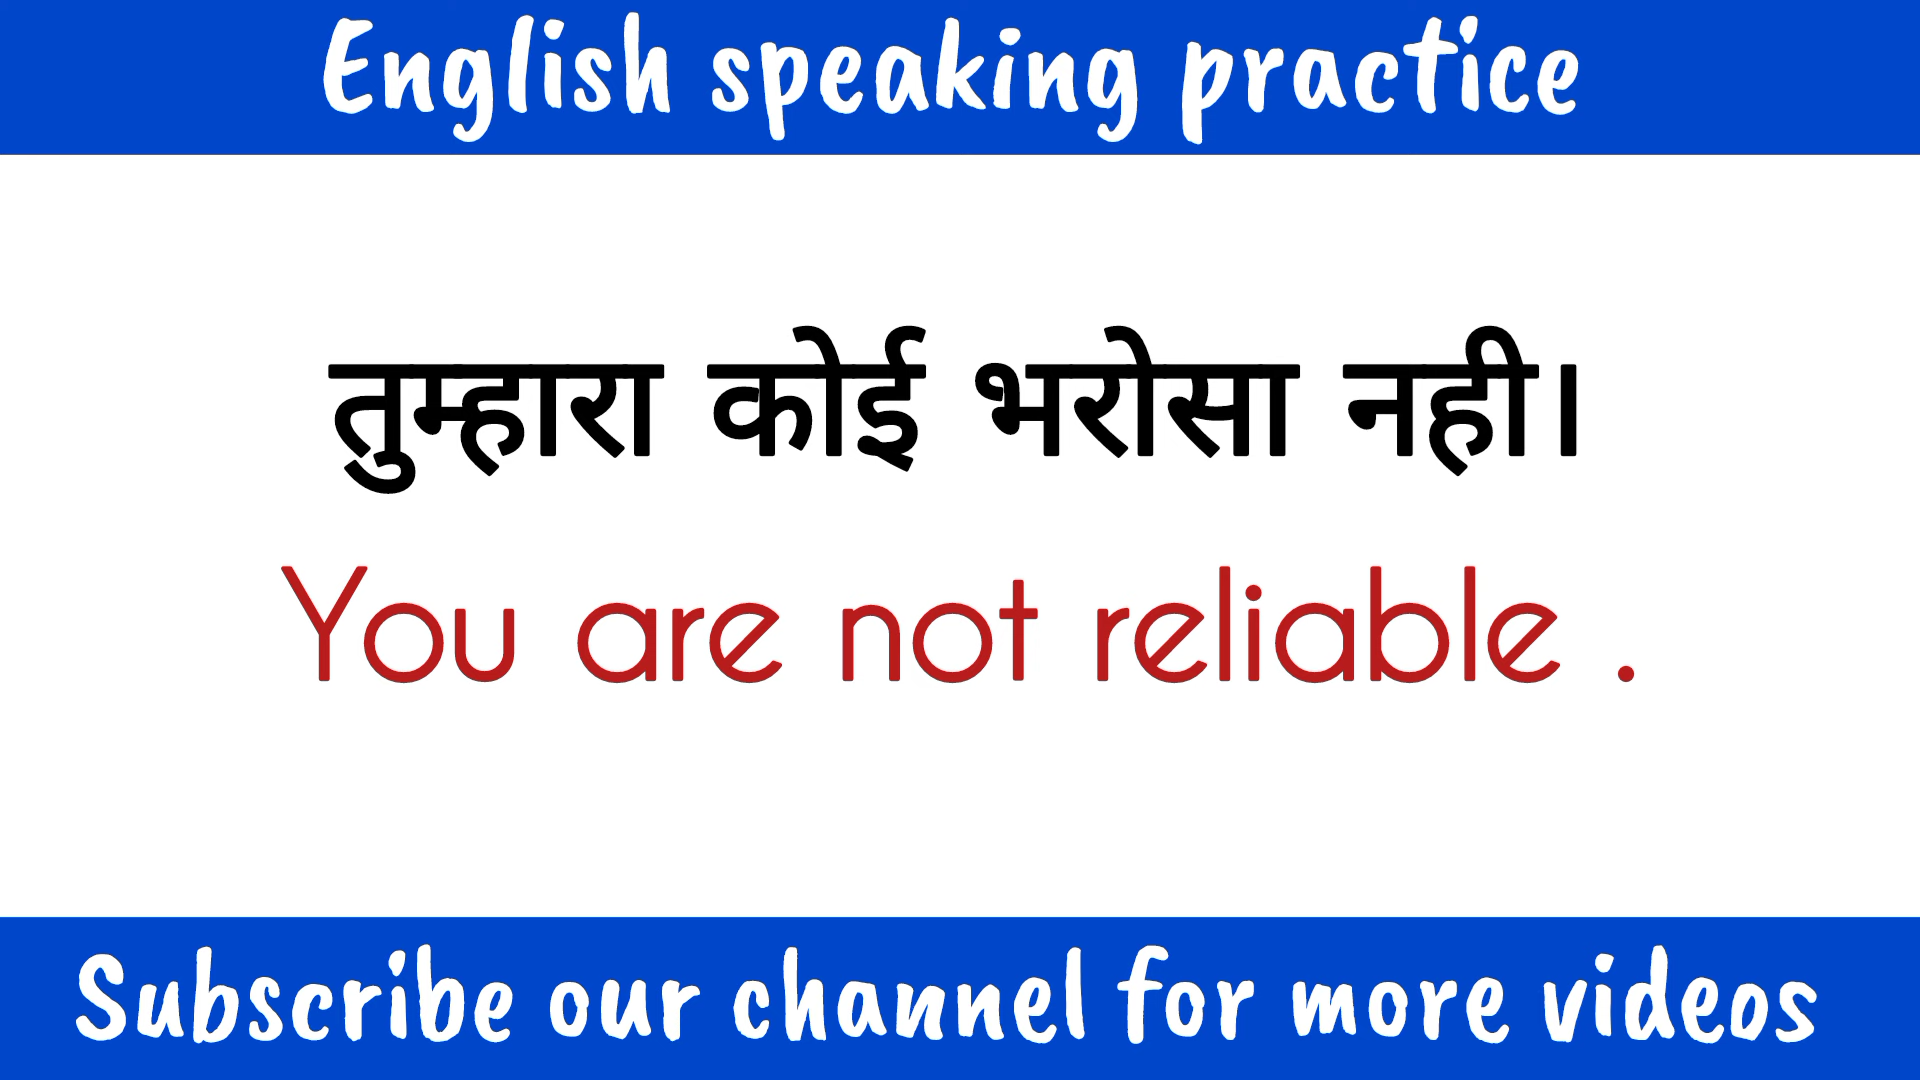 English speaking practice
तुम्हारा कोई भरोसा नही।
You are not reliable .
Subscribe our channel for more videos